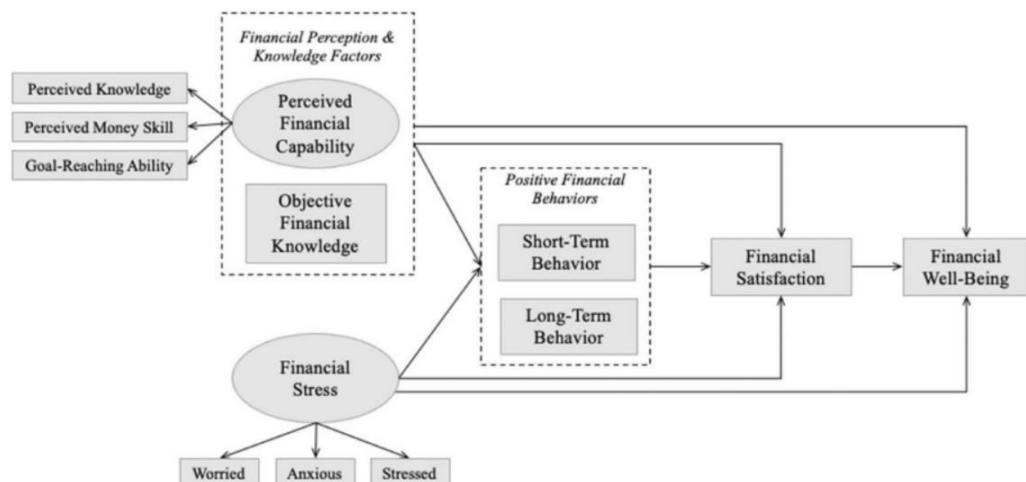 Financial Perception &
Knowledge Factors
Perceived Knowledge
Perceived Money Skill
Goal-Reaching Ability
Perceived
Financial
Capability
Objective
Financial
Knowledge
Positive Financial
Behaviors
Short-Term
Behavior
Long-Term
Behavior
Financial
Satisfaction
Financial
Well-Being
Financial
Stress
Worried
Anxious
Stressed